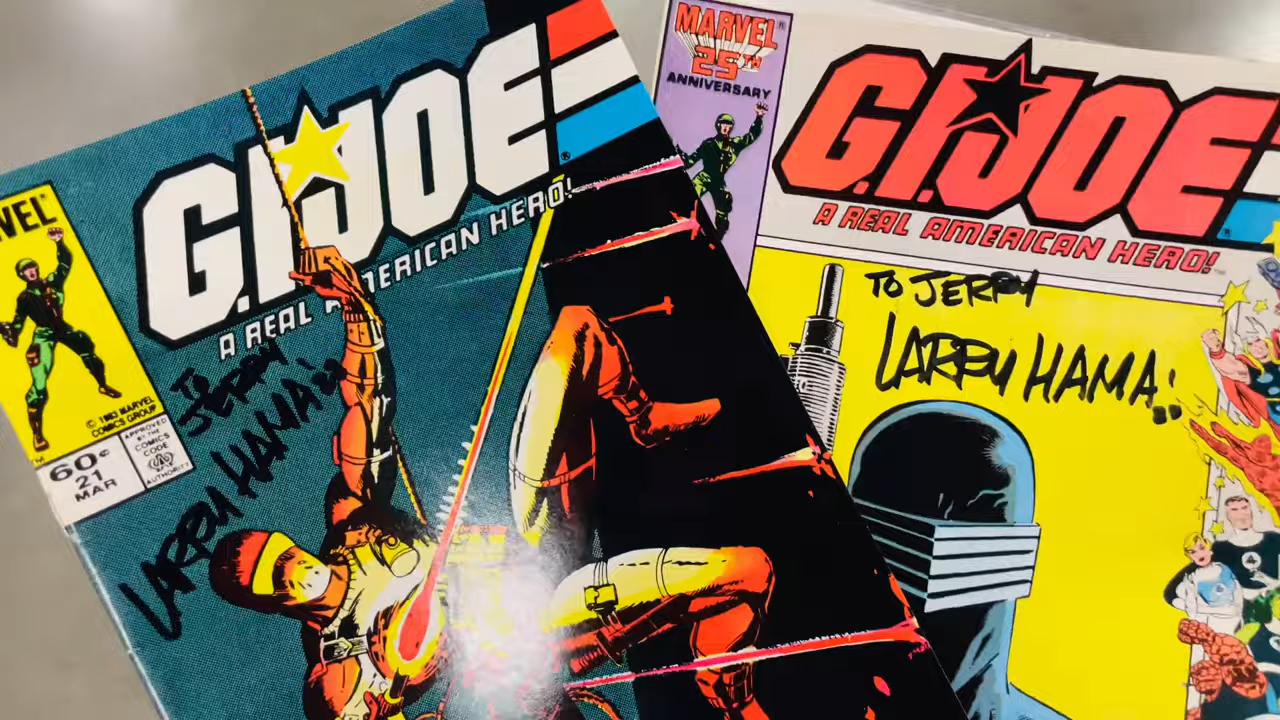 G.I.JOE
A REAL AMERICAN HERO!
VEL
© 1983 MARVEL
COMICS GROUP
60¢
21
MAR
APPROVED
BY THE
COMICS
CODE
AUTHORITY
TO
JERRY
LARRY HAMA
MARVEL
25TH
ANNIVERSARY
G.I.JOE
A REAL AMERICAN HERO!
TO JERRY
LARRY HAMA